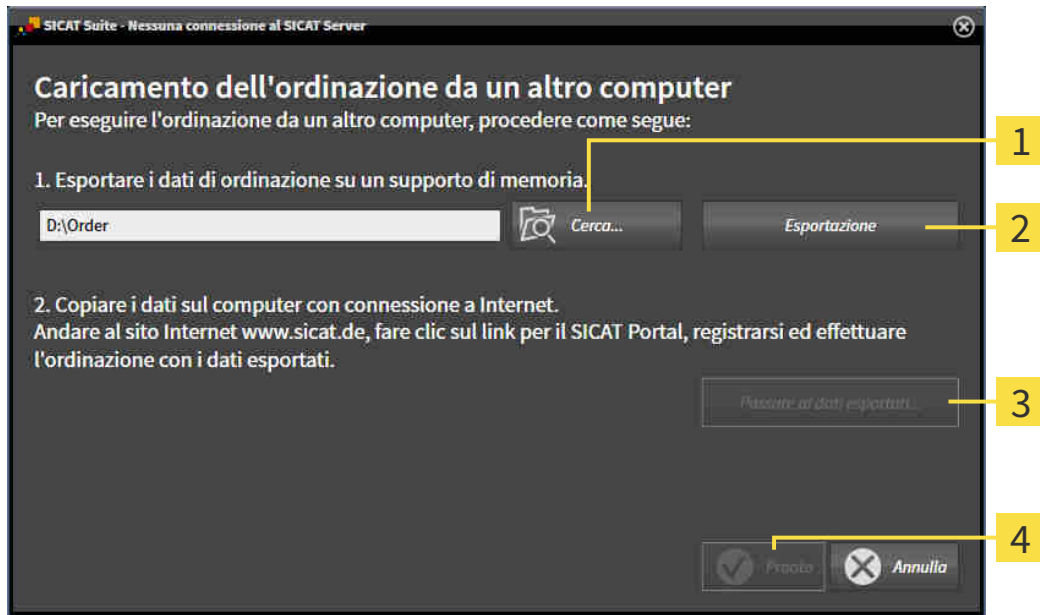 SICAT Suite - Nessuna connessione al SICAT Server
Caricamento dell'ordinazione da un altro computer
Per eseguire l'ordinazione da un altro computer, procedere come segue:
1
1. Esportare i dati di ordinazione su un supporto di memoria.
D:\Order
Cerca...
Esportazione
2
2. Copiare i dati sul computer con connessione a Internet.
Andare al sito Internet www.sicat.de, fare clic sul link per il SICAT Portal, registrarsi ed effettuare
l'ordinazione con i dati esportati.
Passare ai dati esportati...
3
4
Pronto
Annulla